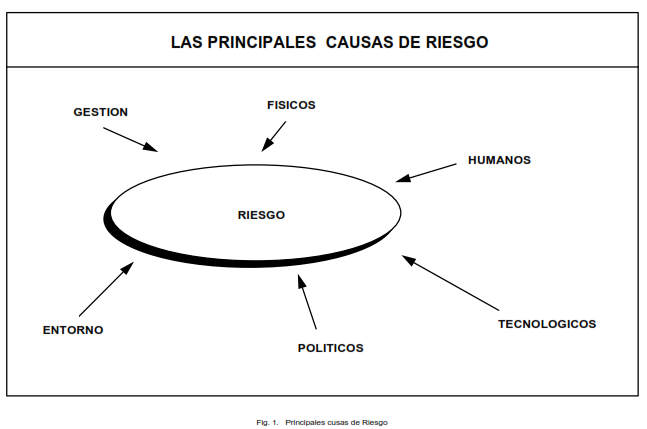 LAS PRINCIPALES CAUSAS DE RIESGO
GESTION
FISICOS
HUMANOS
RIESGO
ENTORNO
POLITICOS
TECNOLOGICOS
Fig. 1. Principales cusas de Riesgo